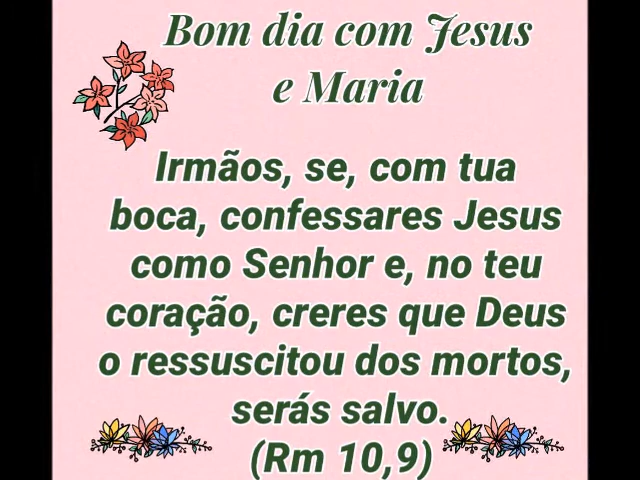 Bom dia com Jesus
e Maria
Irmãos, se, com tua
boca, confessares Jesus
como Senhor e, no teu
coração, creres que Deus
o ressuscitou dos mortos,
serás salvo.
(Rm 10,9)